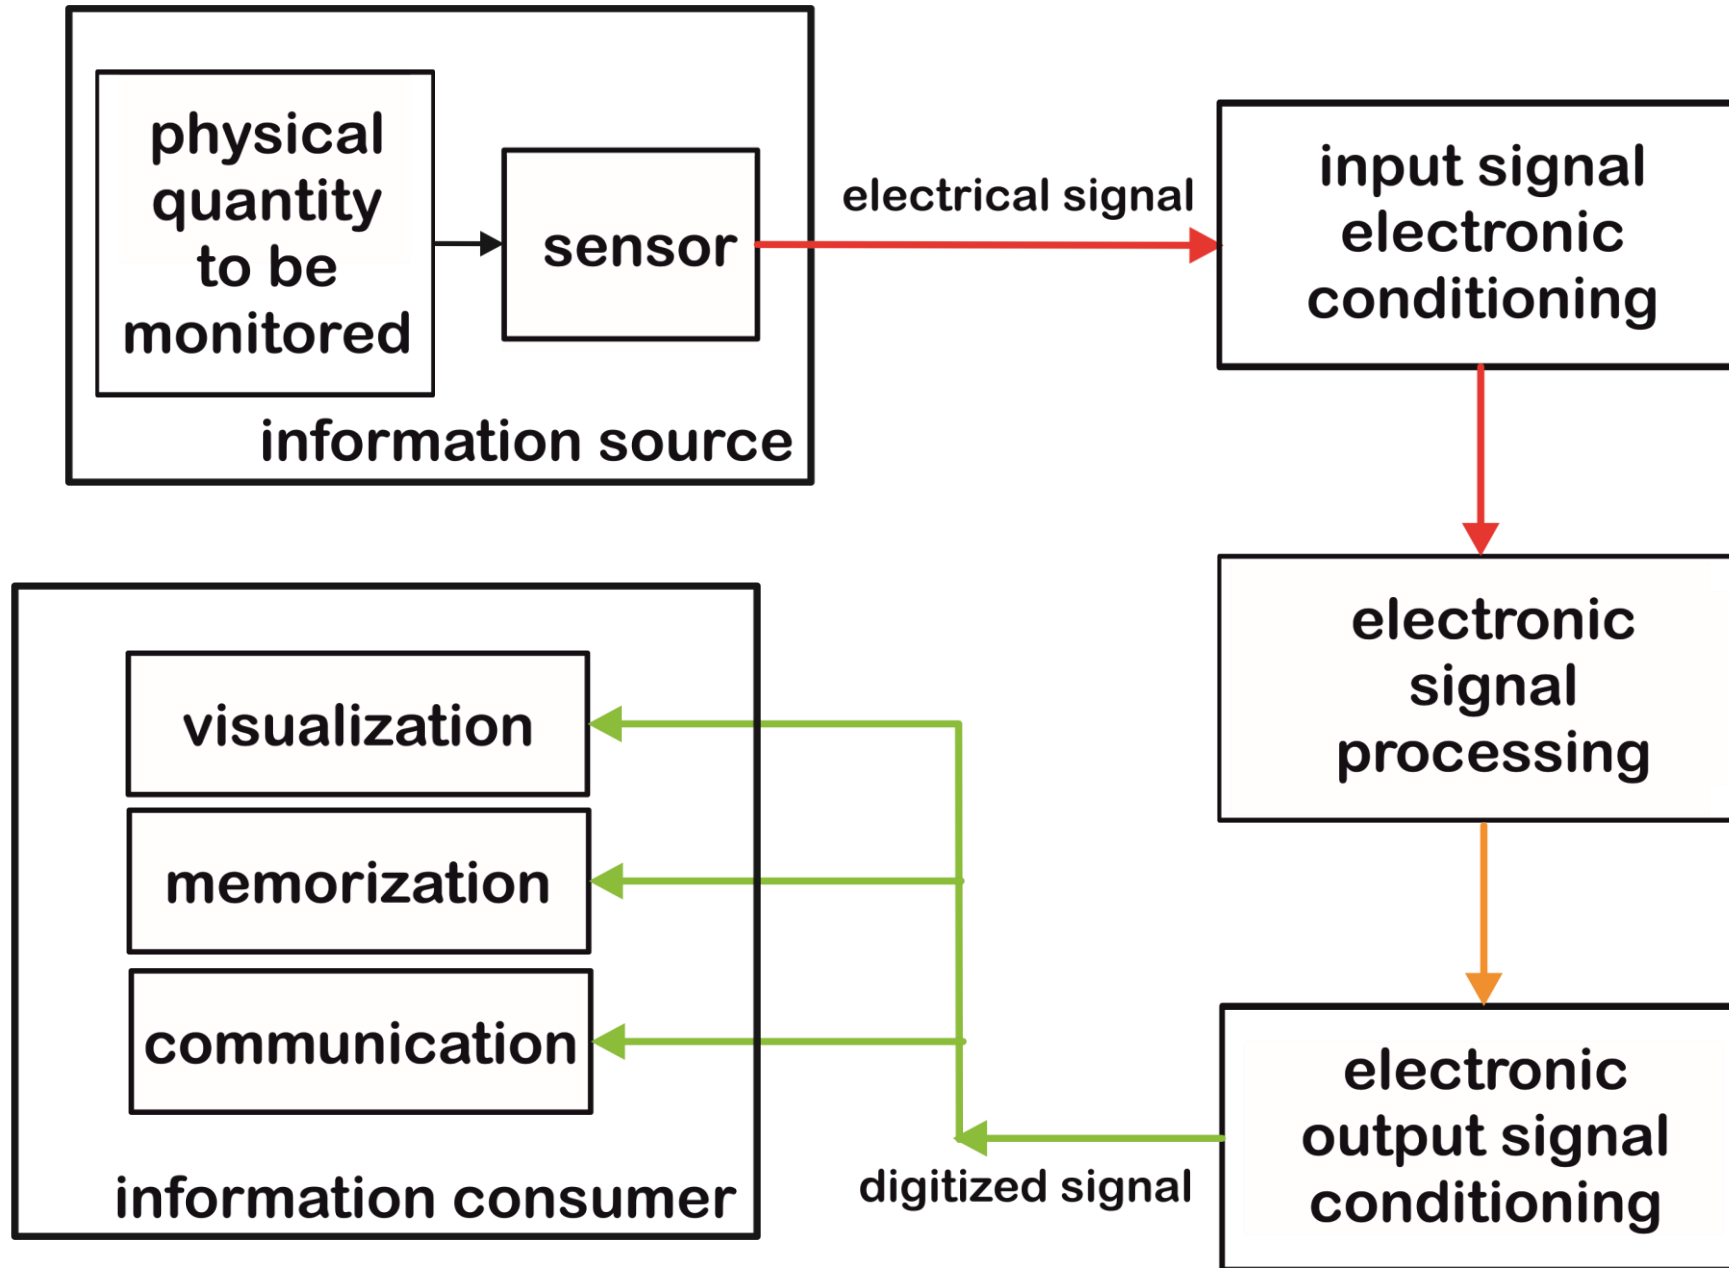 physical
quantity
to be
monitored
sensor
information source
electrical signal
input signal
electronic
conditioning
electronic
signal
processing
electronic
output signal
conditioning
digitized signal
visualization
memorization
communication
information consumer